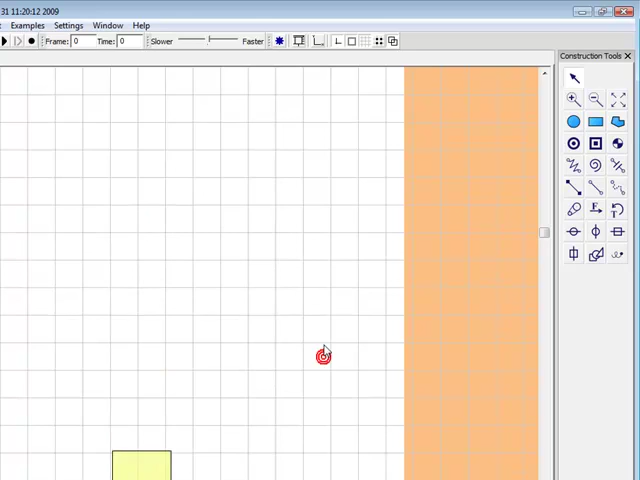 31 11:20:12 2009
Examples Settings Window Help
Frame: 0 Time: 0 Slower Faster
Construction Tools
F
T